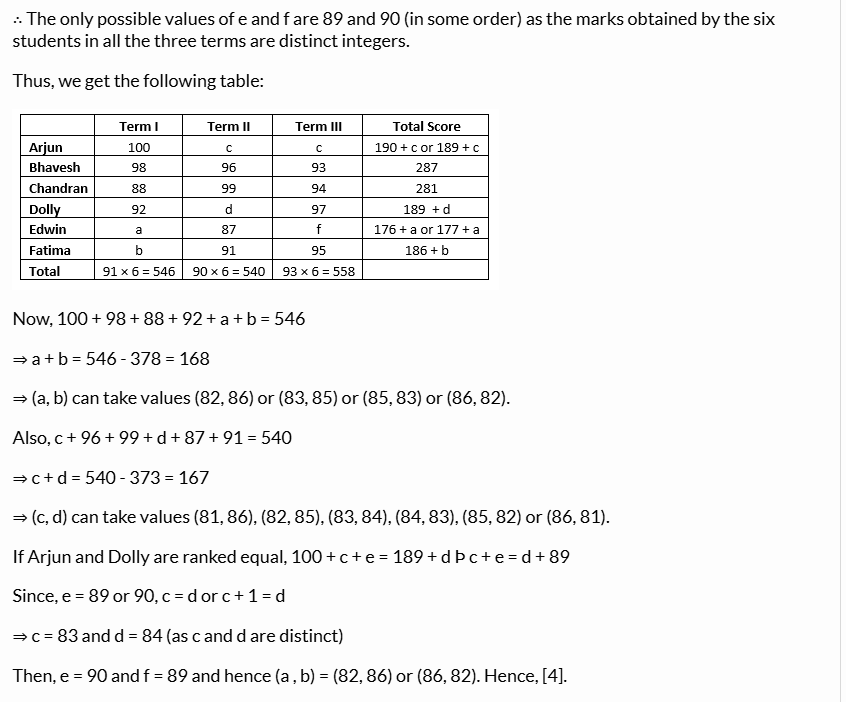 ∴ The only possible values of e and f are 89 and 90 (in some order) as the marks obtained by the six
students in all the three terms are distinct integers.
Thus, we get the following table:
Term I Term II Term III Total Score
Arjun 100 c c 190 + c or 189 + c
Bhavesh 98 96 93 287
Chandran 88 99 94 281
Dolly 92 d 97 189 + d
Edwin a 87 f 176 + a or 177 + a
Fatima b 91 95 186 + b
Total 91 × 6 = 546 90 × 6 = 540 93 × 6 = 558
Now, 100 + 98 + 88 + 92 + a + b = 546
⇒ a + b = 546 - 378 = 168
⇒ (a, b) can take values (82, 86) or (83, 85) or (85, 83) or (86, 82).
Also, c + 96 + 99 + d + 87 + 91 = 540
⇒ c + d = 540 - 373 = 167
⇒ (c, d) can take values (81, 86), (82, 85), (83, 84), (84, 83), (85, 82) or (86, 81).
If Arjun and Dolly are ranked equal, 100 + c + e = 189 + d Þ c + e = d + 89
Since, e = 89 or 90, c = d or c + 1 = d
⇒ c = 83 and d = 84 (as c and d are distinct)
Then, e = 90 and f = 89 and hence (a , b) = (82, 86) or (86, 82). Hence, [4].